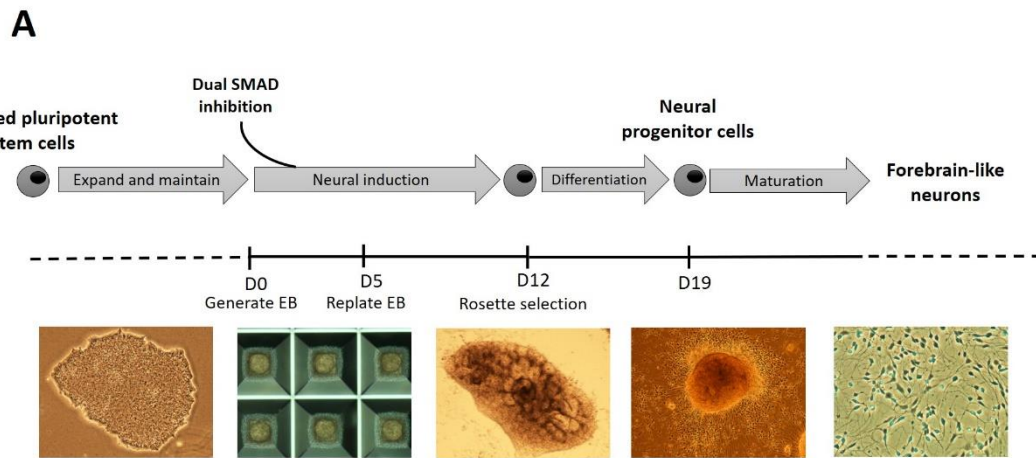 A
Dual SMAD
inhibition
ed pluripotent
tem cells
Neural
progenitor cells
Expand and maintain
Neural induction
Differentiation
Maturation
Forebrain-like
neurons
D0
D5
D12
D19
Generate EB
Replate EB
Rosette selection